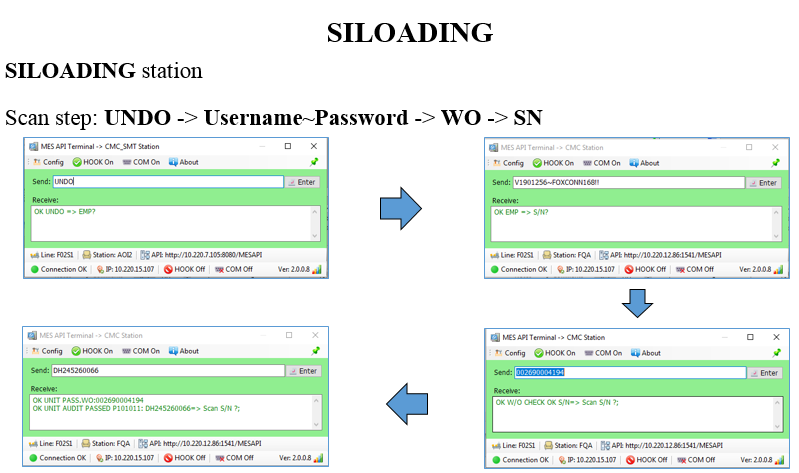 SILOADING
SILOADING station
Scan step: UNDO -> Username~Password -> WO -> SN
MES API Terminal -> CMC_SMT Station
Config HOOK On COM On About
Send: UNDO Enter
Receive:
OK UNDO => EMP?
Line: F02S1 Station: AOI2 API: http://10.220.7.105:8080/MESAPI
Connection OK IP: 10.220.15.107 HOOK Off COM Off Ver: 2.0.0.8
MES API Terminal -> CMC Station
Config HOOK On COM On About
Send: V1901256~FOXCONN168!! Enter
Receive:
OK EMP => S/N?
Line: F02S1 Station: FQA API: http://10.220.12.86:1541/MESAPI
Connection OK IP: 10.220.15.107 HOOK Off COM Off Ver: 2.0.0.8
MES API Terminal -> CMC Station
Config HOOK On COM On About
Send: 002690004194 Enter
Receive:
OK W/O CHECK OK S/N=> Scan S/N ?;
Line: F02S1 Station: FQA API: http://10.220.12.86:1541/MESAPI
Connection OK IP: 10.220.15.107 HOOK Off COM Off Ver: 2.0.0.8
MES API Terminal -> CMC Station
Config HOOK On COM On About
Send: DH245260066 Enter
Receive:
OK UNIT PASS.WO:002690004194
OK UNIT AUDIT PASSED P101011: DH245260066=> Scan S/N ?;
Line: F02S1 Station: FQA API: http://10.220.12.86:1541/MESAPI
Connection OK IP: 10.220.15.107 HOOK Off COM Off Ver: 2.0.0.8